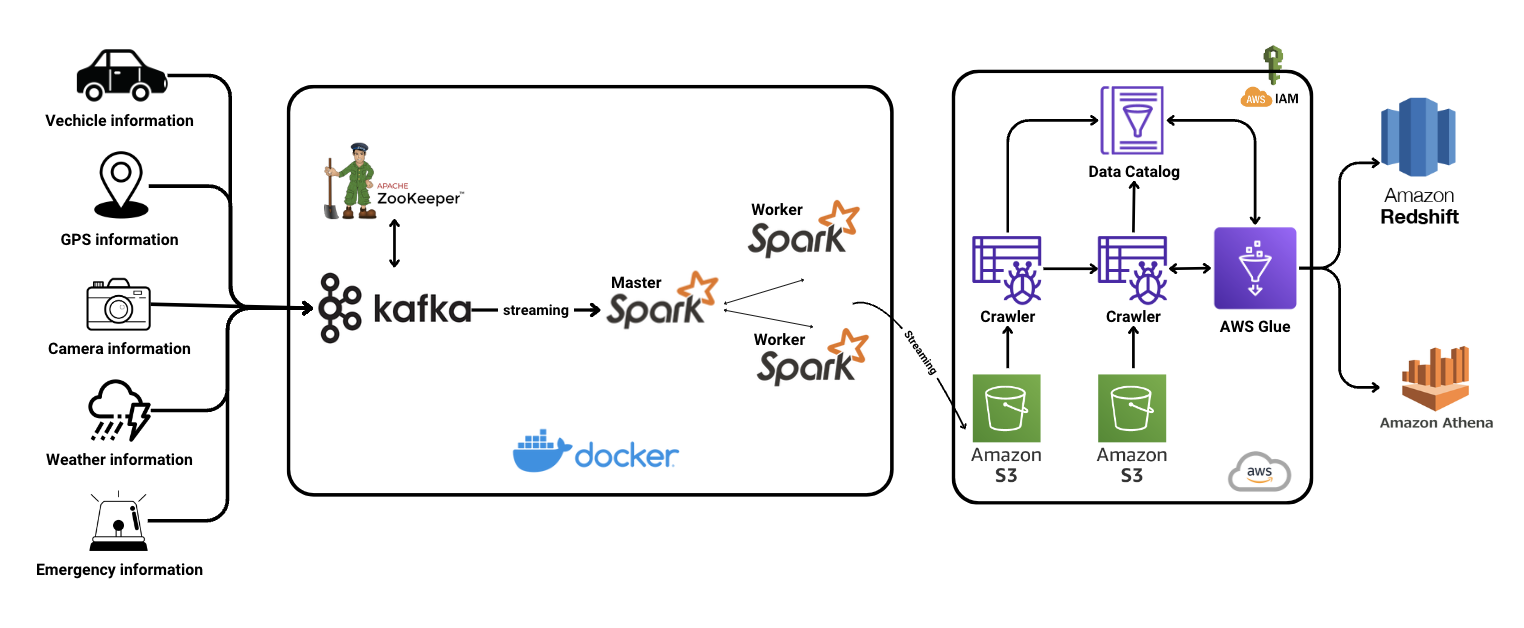 Vechicle information
GPS information
Camera information
Weather information
Emergency information
APACHE
ZooKeeper™
kafka
streaming
Master
Spark
Worker
Spark
Worker
Spark
docker
Streaming
AWS
IAM
Data Catalog
Crawler
Crawler
AWS Glue
Amazon
S3
Amazon
S3
aws
Amazon
Redshift
Amazon Athena